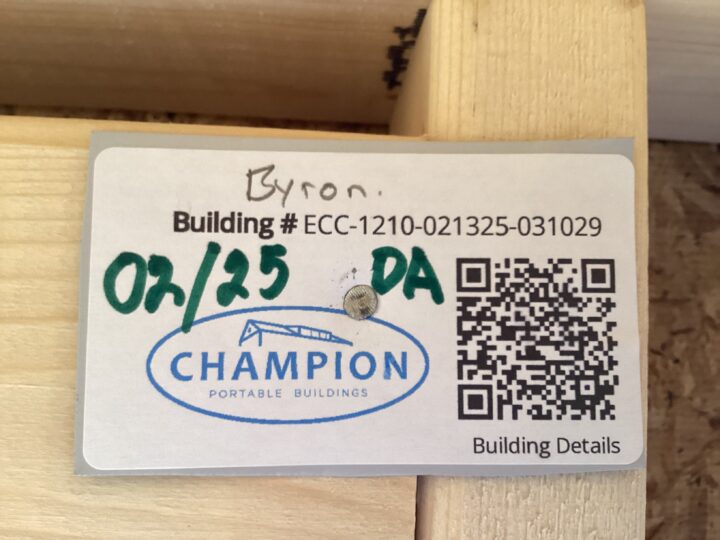 Byron.
Building # ECC-1210-021325-031029
02/25 DA
CHAMPION
PORTABLE BUILDINGS
Building Details